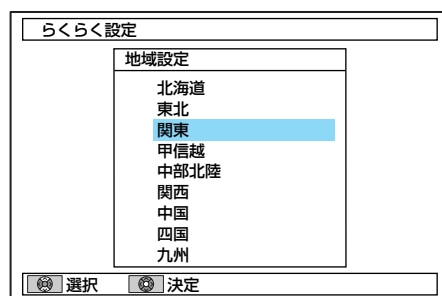 らくらく設定
地域設定
北海道
東北
関東
甲信越
中部北陸
関西
中国
四国
九州
選択 決定